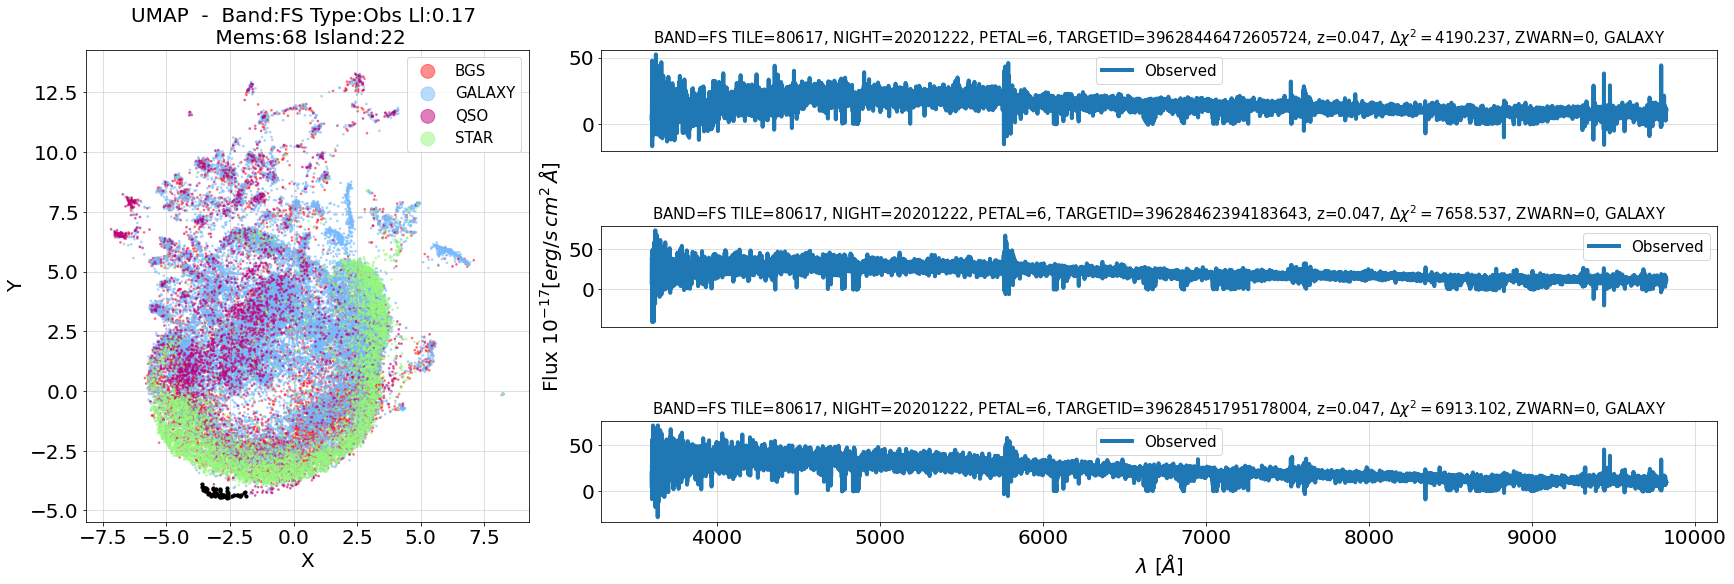 UMAP  -  Band:FS Type:Obs Ll:0.17
Mems:68 Island:22
BGS
GALAXY
QSO
STAR
12.5
10.0
7.5
5.0
2.5
0.0
−2.5
−5.0
Y
−7.5 −5.0 −2.5 0.0 2.5 5.0 7.5
X
Flux 10⁻¹⁷[erg/s cm² Å]
BAND=FS TILE=80617, NIGHT=20201222, PETAL=6, TARGETID=39628446472605724, z=0.047, Δχ² = 4190.237, ZWARN=0, GALAXY
Observed
50
0
BAND=FS TILE=80617, NIGHT=20201222, PETAL=6, TARGETID=39628462394183643, z=0.047, Δχ² = 7658.537, ZWARN=0, GALAXY
Observed
50
0
BAND=FS TILE=80617, NIGHT=20201222, PETAL=6, TARGETID=39628451795178004, z=0.047, Δχ² = 6913.102, ZWARN=0, GALAXY
Observed
50
0
4000 5000 6000 7000 8000 9000 10000
λ [Å]